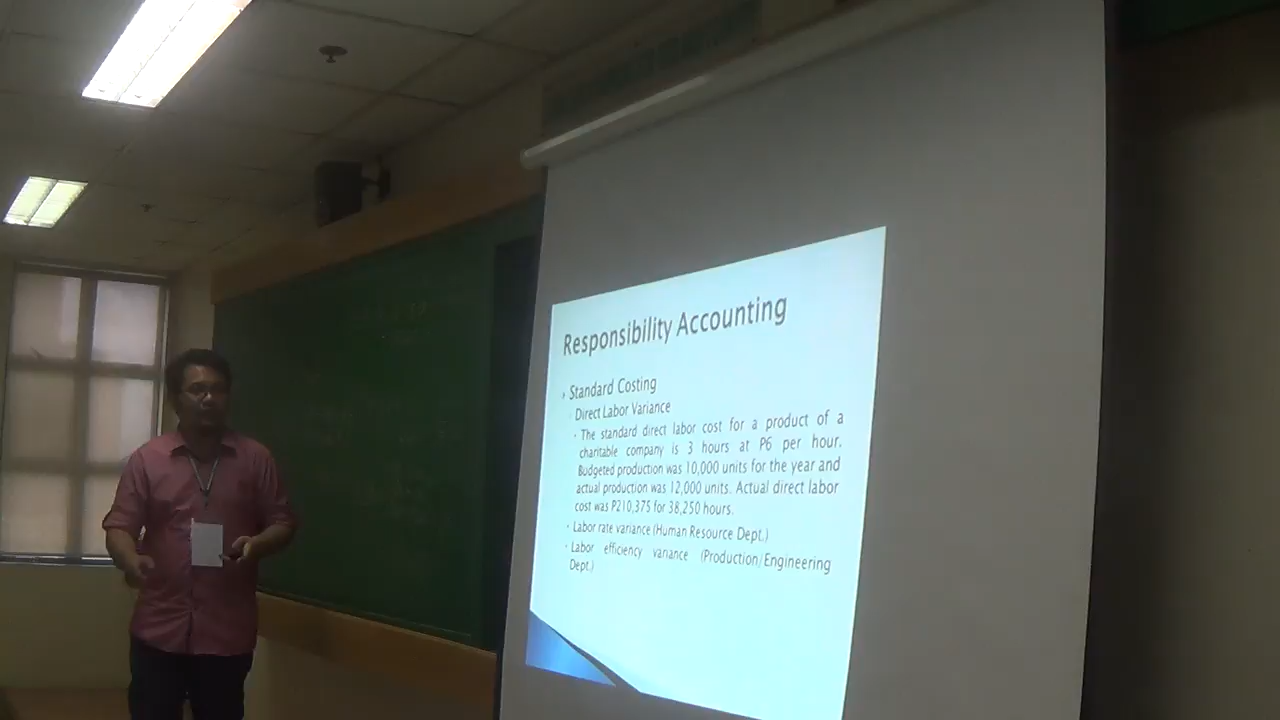 Responsibility Accounting
Standard Costing
Direct Labor Variance
The standard direct labor cost for a product of a
charitable company is 3 hours at P6 per hour.
Budgeted production was 10,000 units for the year and
actual production was 12,000 units. Actual direct labor
cost was P210,375 for 38,250 hours.
Labor rate variance (Human Resource Dept.)
Labor efficiency variance (Production/Engineering
Dept.)